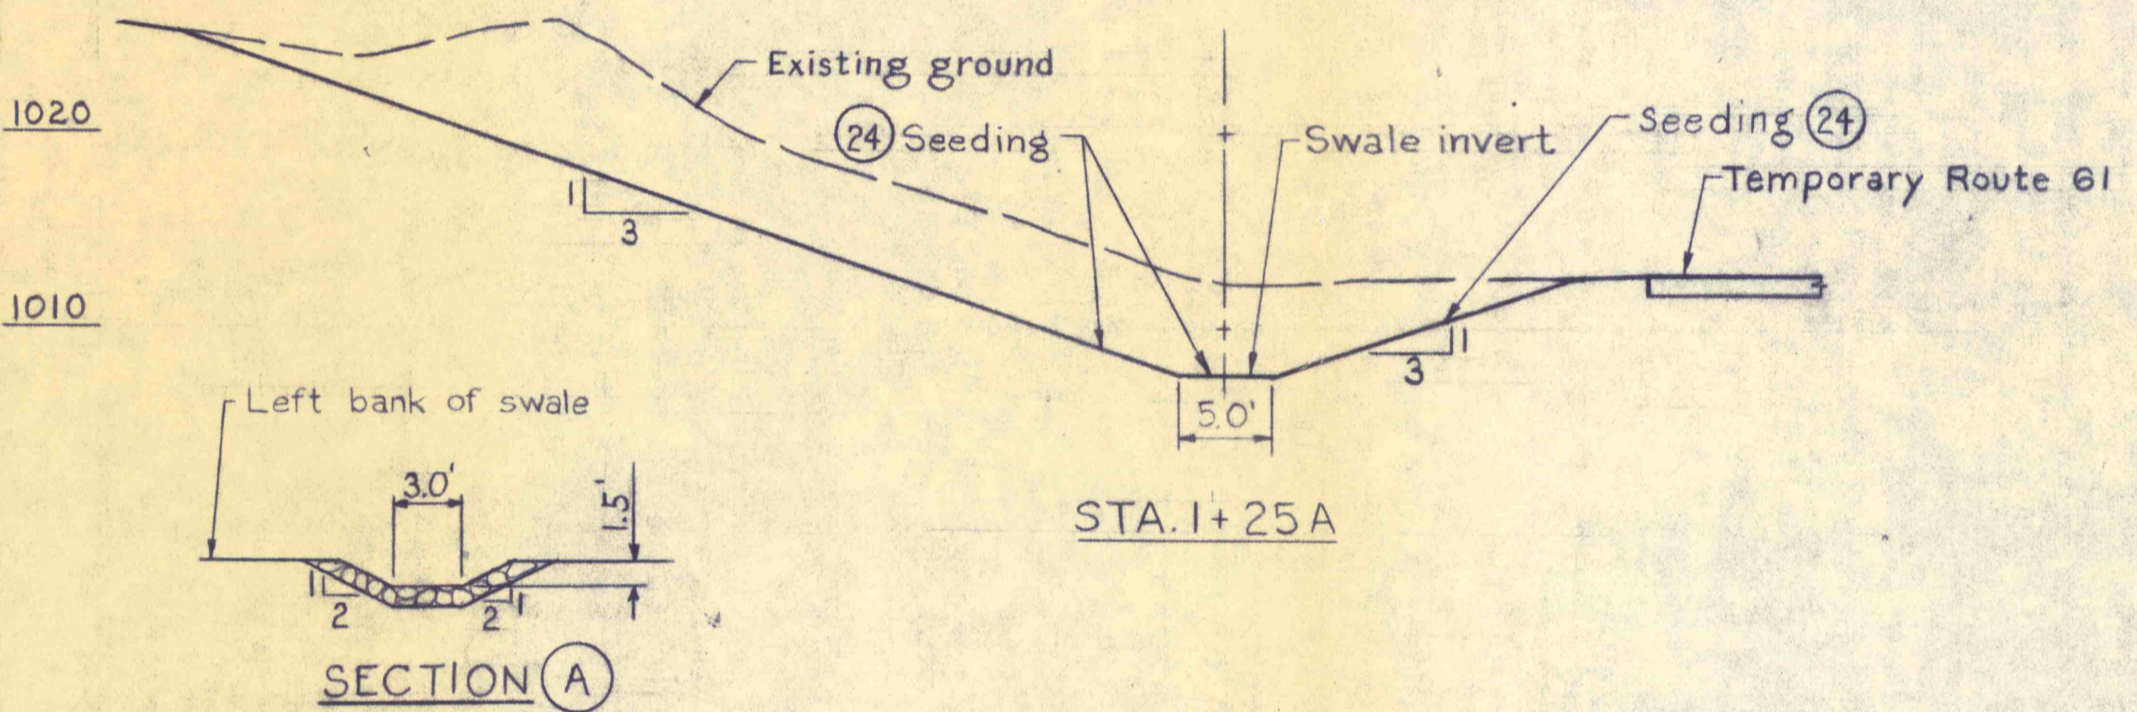 Existing ground
1020
24 Seeding
Swale invert
Seeding 24
Temporary Route 61
1
3
1010
1
3
5.0'
Left bank of swale
3.0'
1.5'
STA. 1+25 A
1
2
2
1
SECTION A